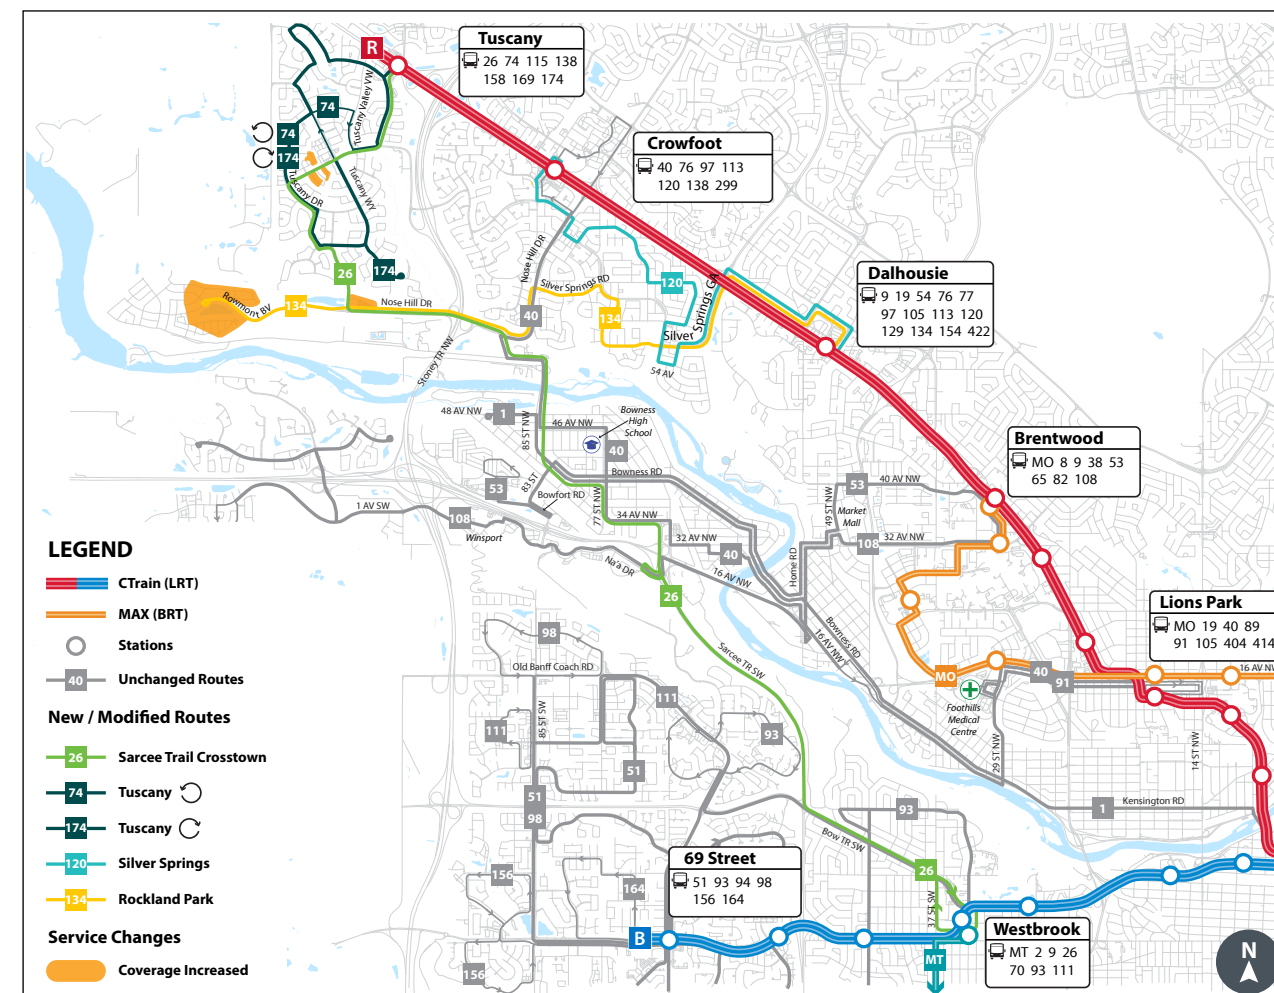 R
Tuscany
26 74 115 138
158 169 174
Crowfoot
40 76 97 113
120 138 299
Dalhousie
9 19 54 76 77
97 105 113 120
129 134 154 422
Brentwood
MO 8 9 38 53
65 82 108
Lions Park
MO 19 40 89
91 105 404 414
69 Street
51 93 94 98
156 164
Westbrook
MT 2 9 26
70 93 111
74
74
174
Tuscany Valley VW
Tuscany WY
Tuscany DR
26
174
Rowmont BV
134
Nose Hill DR
Nose Hill DR
Silver Springs RD
40
134
120
Silver Springs GA
54 AV
Stoney TR NW
48 AV NW
1
85 ST NW
46 AV NW
Bowness
High
School
40
Bowness RD
53
83 ST
Bowfort RD
77 ST NW
34 AV NW
1 AV SW
108
Winsport
32 AV NW
40
Na'a DR
16 AV NW
26
Home RD
49 ST NW
53
40 AV NW
Market
Mall
108
32 AV NW
Bowness RD
16 AV NW
Sarcee TR SW
MO
40
91
16 AV NW
Foothills
Medical
Centre
29 ST NW
14 ST NW
1
Kensington RD
98
Old Banff Coach RD
111
85 ST SW
111
93
51
51
98
93
Bow TR SW
26
37 ST SW
156
164
156
B
MT
N
LEGEND
CTrain (LRT)
MAX (BRT)
Stations
40 Unchanged Routes
New / Modified Routes
26 Sarcee Trail Crosstown
74 Tuscany
174 Tuscany
120 Silver Springs
134 Rockland Park
Service Changes
Coverage Increased